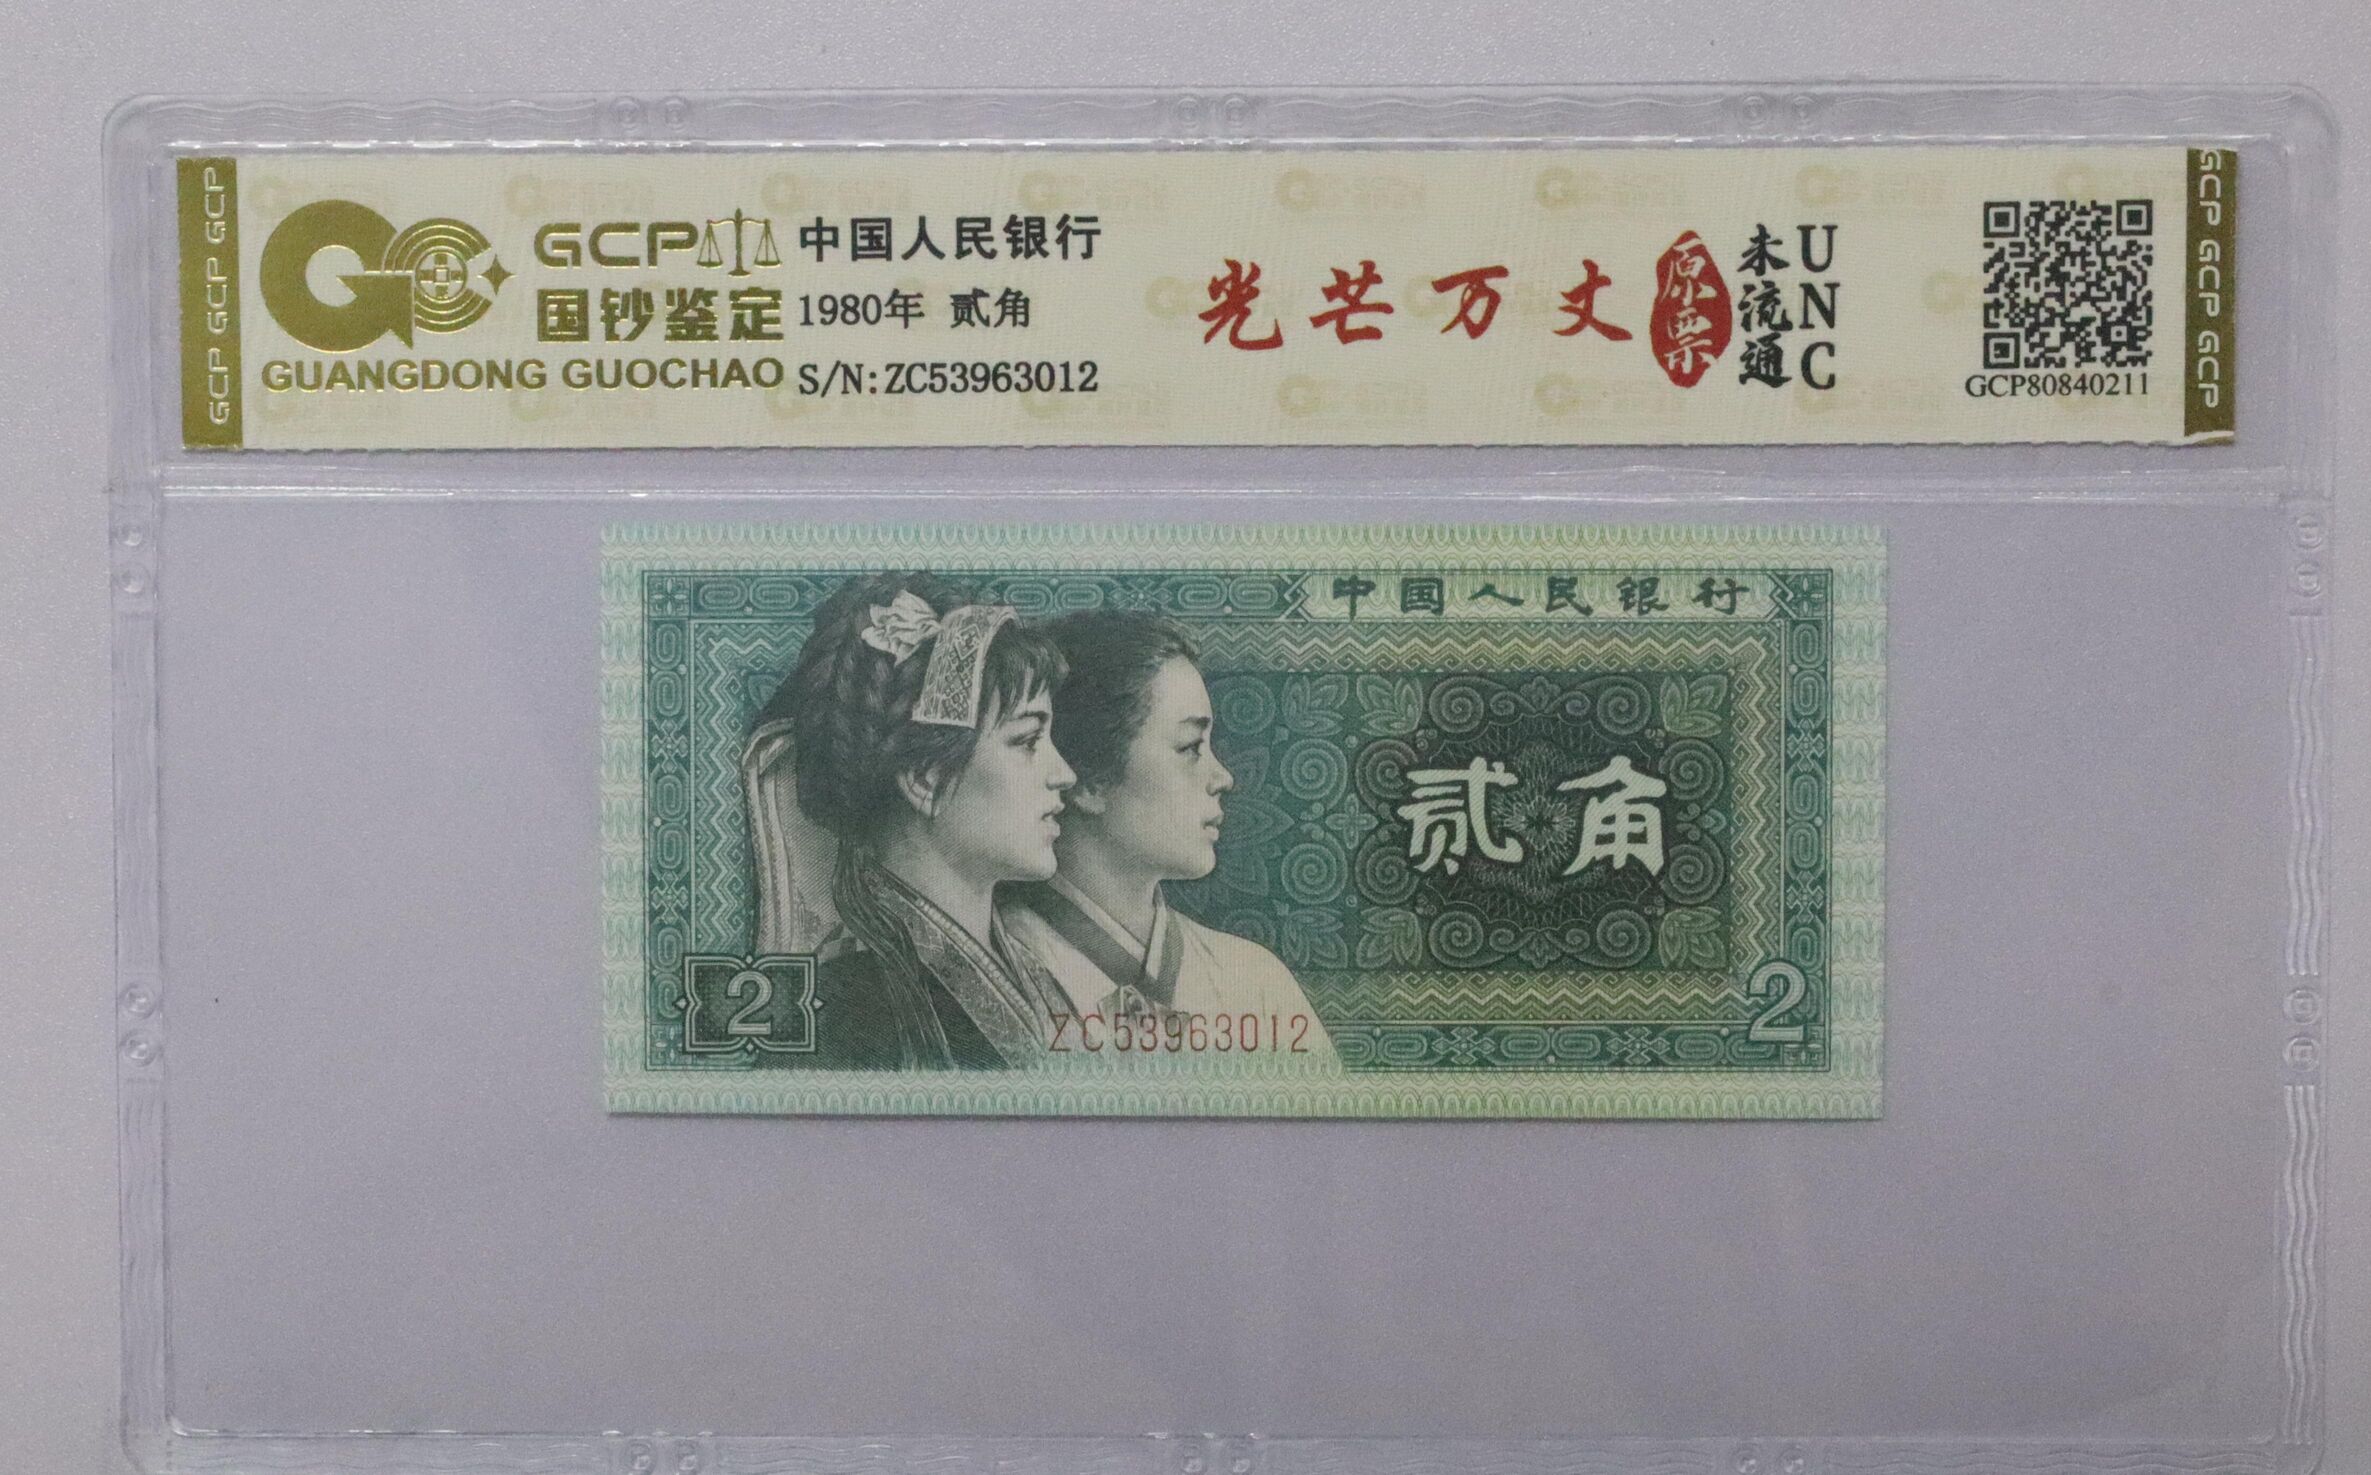 GCP GCP GCP
GCP
国钞鉴定
GUANGDONG GUOCHAO
中国人民银行
1980年 贰角
S/N:ZC53963012
光芒万丈
原票
未流通
UNC
GCP80840211
GCP GCP GCP
中国人民银行
贰角
2
ZC53963012
2